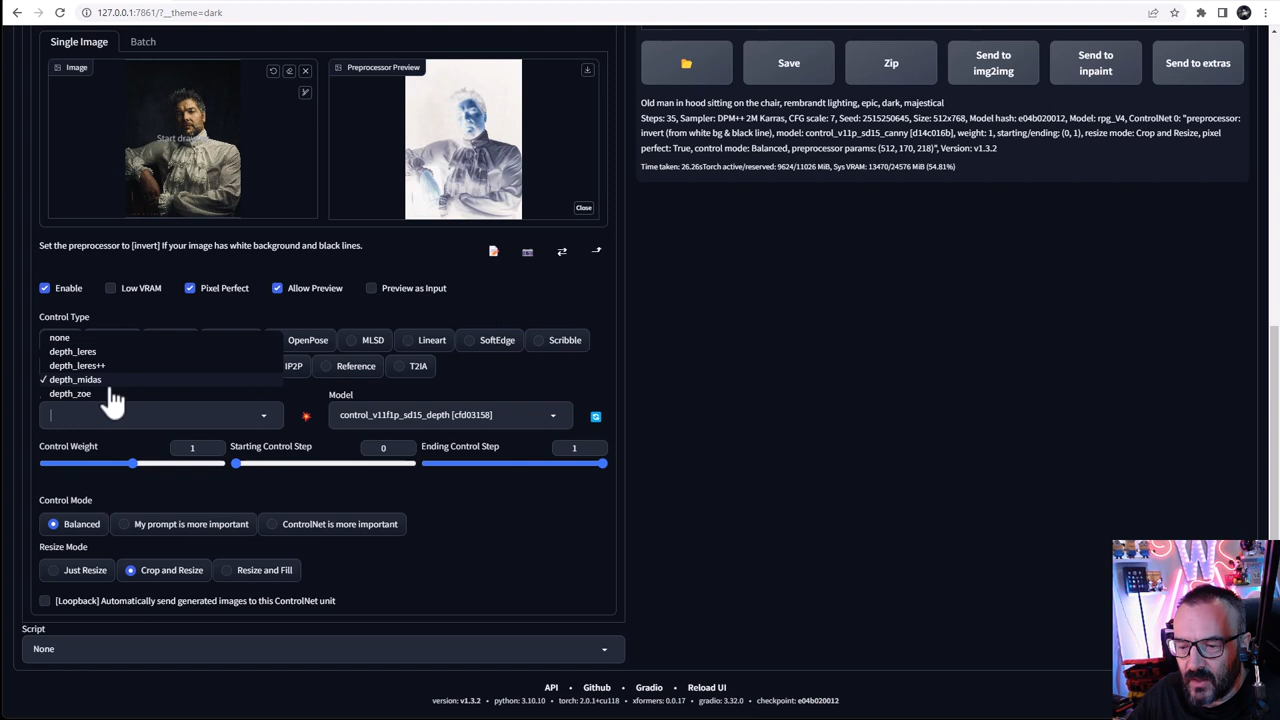 127.0.0.1:7861/?__theme=dark
Single Image
Batch
Image
Start draw
Preprocessor Preview
Close
Save
Zip
Send to img2img
Send to inpaint
Send to extras
Old man in hood sitting on the chair, rembrandt lighting, epic, dark, majestical
Steps: 35, Sampler: DPM++ 2M Karras, CFG scale: 7, Seed: 2515250645, Size: 512x768, Model hash: e04b020012, Model: rpg_V4, ControlNet 0: "preprocessor:
invert (from white bg & black line), model: control_v11p_sd15_canny [d14c016b], weight: 1, starting/ending: (0, 1), resize mode: Crop and Resize, pixel
perfect: True, control mode: Balanced, preprocessor params: (512, 170, 218)", Version: v1.3.2
Time taken: 26.26sTorch active/reserved: 9624/11026 MiB, Sys VRAM: 13470/24576 MiB (54.81%)
Set the preprocessor to [invert] If your image has white background and black lines.
Enable
Low VRAM
Pixel Perfect
Allow Preview
Preview as Input
Control Type
OpenPose
MLSD
Lineart
SoftEdge
Scribble
IP2P
Reference
T2IA
none
depth_leres
depth_leres++
✓ depth_midas
depth_zoe
Model
control_v11f1p_sd15_depth [cfd03158]
Control Weight
1
Starting Control Step
0
Ending Control Step
1
Control Mode
Balanced
My prompt is more important
ControlNet is more important
Resize Mode
Just Resize
Crop and Resize
Resize and Fill
[Loopback] Automatically send generated images to this ControlNet unit
Script
None
API • Github • Gradio • Reload UI
version: v1.3.2 • python: 3.10.10 • torch: 2.0.1+cu118 • xformers: 0.0.17 • gradio: 3.32.0 • checkpoint: e04b020012